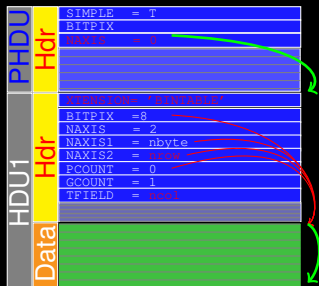 PHDU
Hdr
SIMPLE = T
BITPIX
NAXIS = 0
HDU1
Hdr
XTENSION= 'BINTABLE'
BITPIX =8
NAXIS = 2
NAXIS1 = nbyte
NAXIS2 = nrow
PCOUNT = 0
GCOUNT = 1
TFIELD = ncol
Data